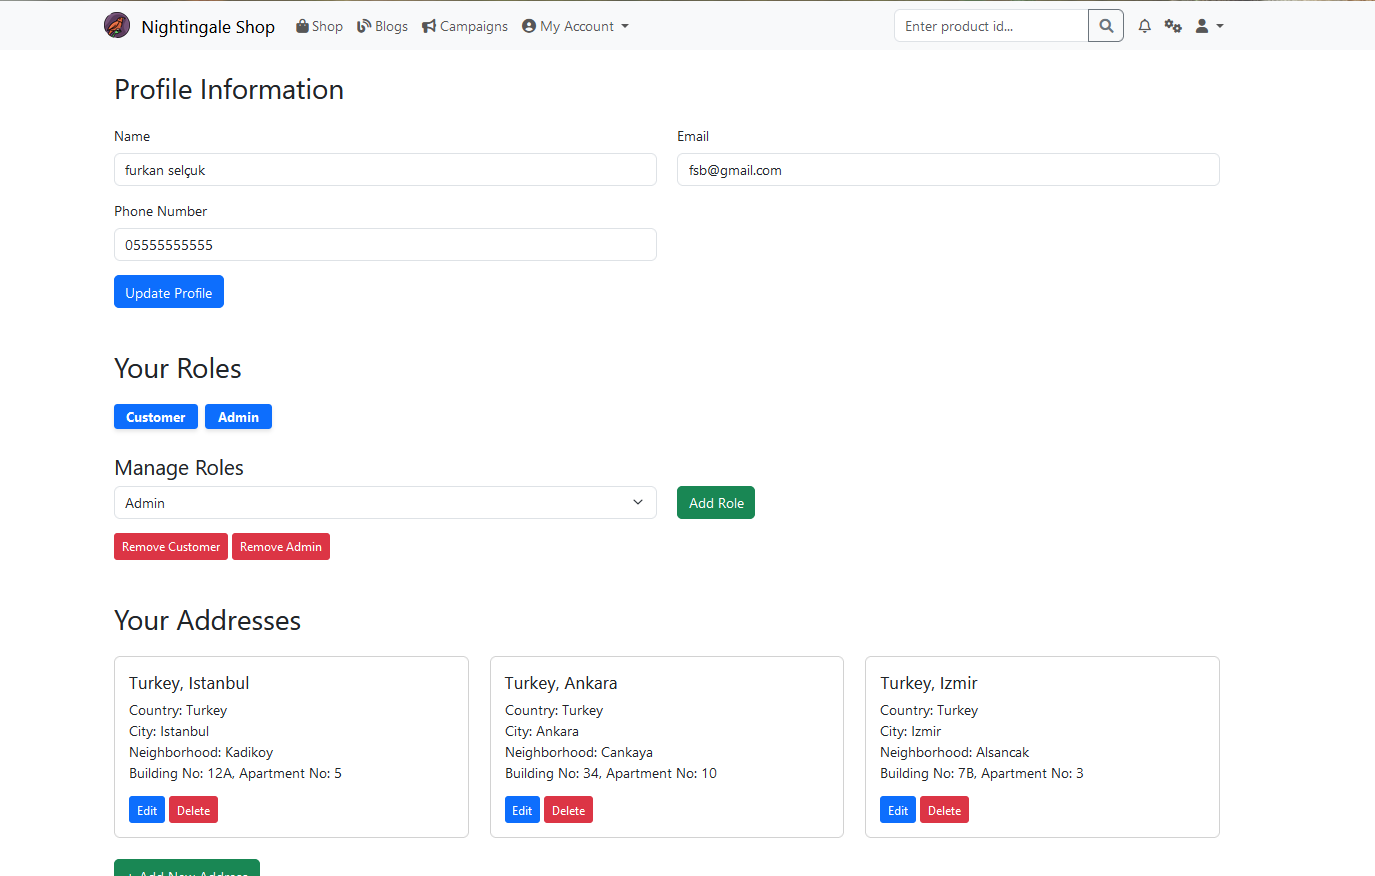 Nightingale Shop Shop Blogs Campaigns My Account Enter product id...
Profile Information
Name Email
furkan selçuk fsb@gmail.com
Phone Number
05555555555
Update Profile
Your Roles
Customer Admin
Manage Roles
Admin Add Role
Remove Customer Remove Admin
Your Addresses
Turkey, Istanbul
Country: Turkey
City: Istanbul
Neighborhood: Kadikoy
Building No: 12A, Apartment No: 5
Edit Delete
Turkey, Ankara
Country: Turkey
City: Ankara
Neighborhood: Cankaya
Building No: 34, Apartment No: 10
Edit Delete
Turkey, Izmir
Country: Turkey
City: Izmir
Neighborhood: Alsancak
Building No: 7B, Apartment No: 3
Edit Delete
+ Add New Address